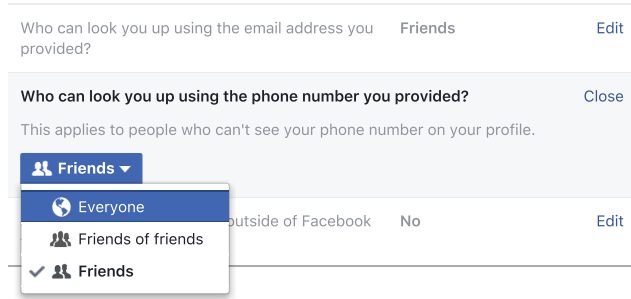 Who can look you up using the email address you Friends Edit
provided?
Who can look you up using the phone number you provided? Close
This applies to people who can't see your phone number on your profile.
Friends
Everyone
outside of Facebook No Edit
Friends of friends
Friends